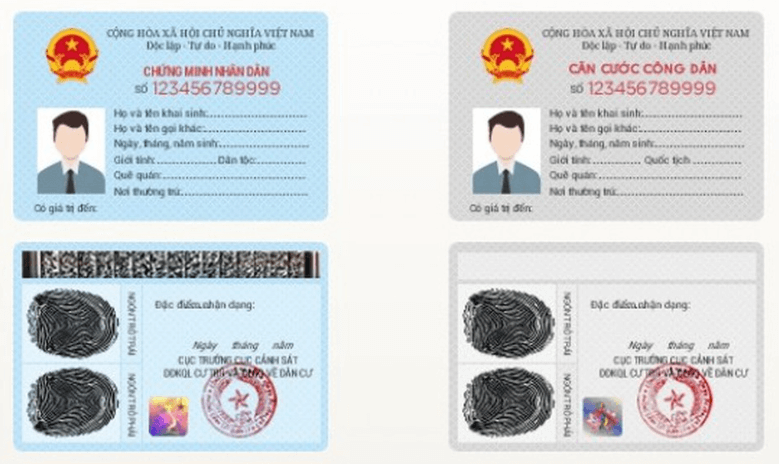 CỘNG HÒA XÃ HỘI CHỦ NGHĨA VIỆT NAM
Độc lập - Tự do - Hạnh phúc
CHỨNG MINH NHÂN DÂN
SỐ 123456789999
Họ và tên khai sinh:
Họ và tên gọi khác:
Ngày, tháng, năm sinh:
Giới tính: Dân tộc:
Quê quán:
Nơi thường trú:
Có giá trị đến:
CỘNG HÒA XÃ HỘI CHỦ NGHĨA VIỆT NAM
Độc lập - Tự do - Hạnh phúc
CĂN CƯỚC CÔNG DÂN
SỐ 123456789999
Họ và tên khai sinh:
Họ và tên gọi khác:
Ngày, tháng, năm sinh:
Giới tính: Quốc tịch
Quê quán:
Nơi thường trú:
Có giá trị đến:
NGÓN TRỎ TRÁI
NGÓN TRỎ PHẢI
Đặc điểm nhận dạng:
Ngày tháng năm
CỤC TRƯỞNG CỤC CẢNH SÁT
ĐDKQL CƯ TRÚ VÀ VỀ DÂN CƯ
NGÓN TRỎ TRÁI
NGÓN TRỎ PHẢI
Đặc điểm nhận dạng:
Ngày tháng năm
CỤC TRƯỞNG CỤC CẢNH SÁT
ĐDKQL CƯ TRÚ VÀ VỀ DÂN CƯ